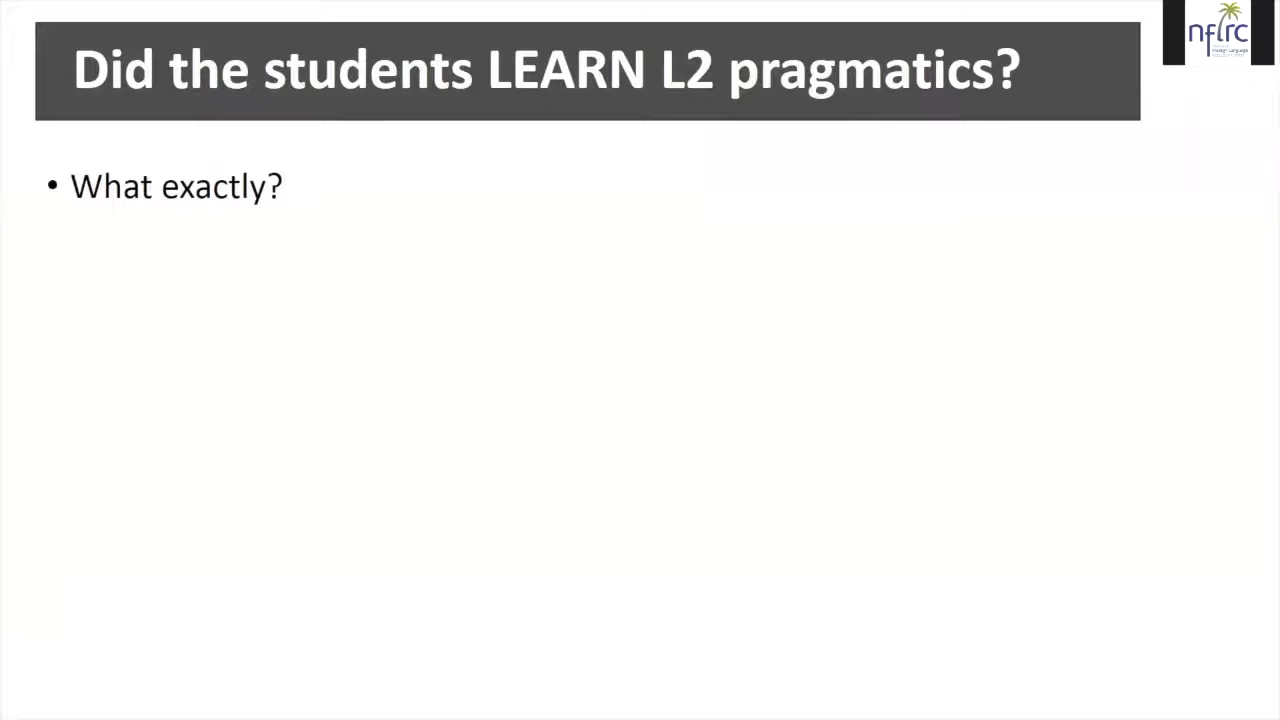 Did the students LEARN L2 pragmatics?
nflrc
• What exactly?